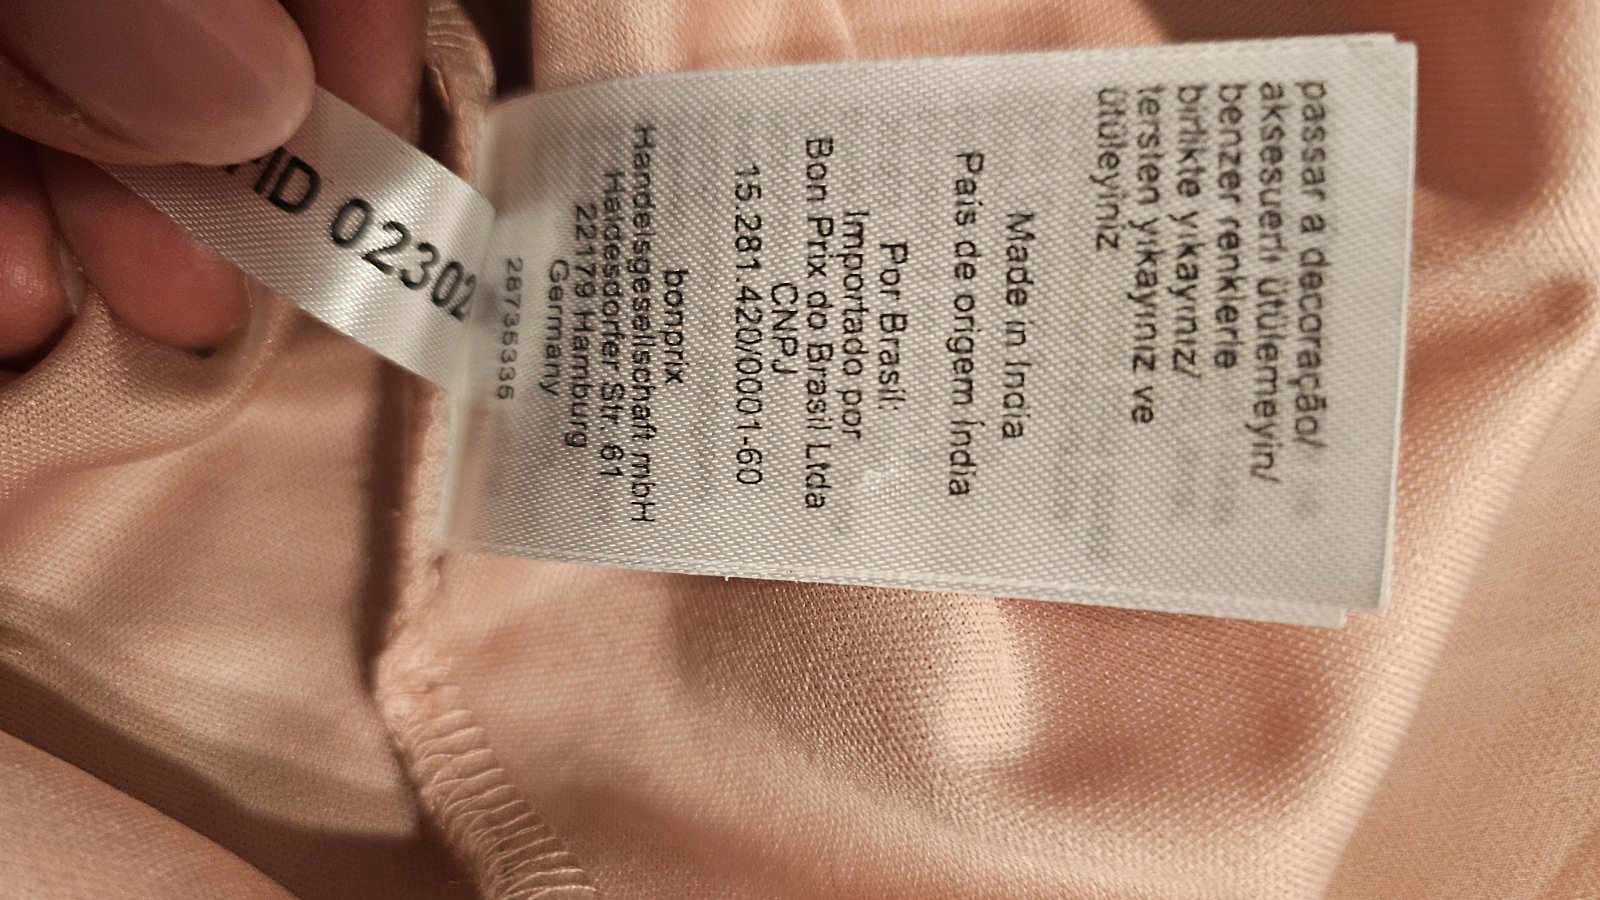 passar a decoração/
aksesuerlı ütülemeyin/
benzer renklerle
birlikte yıkayınız/
tersten yıkayınız ve
ütüleyiniz
Made in India
País de origem Índia
Por Brasil:
Importado por
Bon Prix do Brasil Ltda
CNPJ
15.281.420/0001-60
bonprix
Handelsgesellschaft mbH
Haldesdorfer Str. 61
22179 Hamburg
Germany
28735336
02302